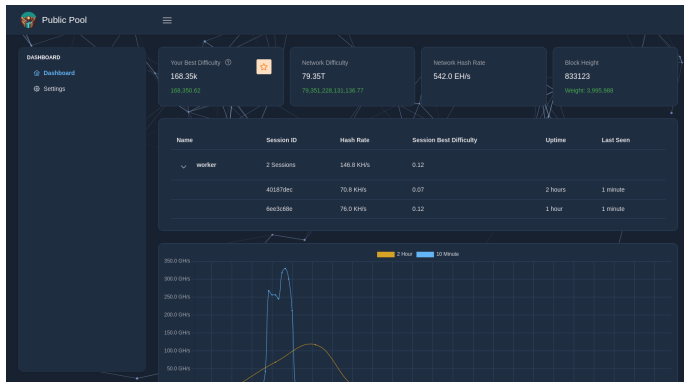 Public Pool
DASHBOARD
Dashboard
Settings
Your Best Difficulty
168.35k
168,350.62
Network Difficulty
79.35T
79,351,228,131,136.77
Network Hash Rate
542.0 EH/s
Block Height
833123
Weight: 3,995,988
Name Session ID Hash Rate Session Best Difficulty Uptime Last Seen
worker 2 Sessions 146.8 KH/s 0.12
40187dec 70.8 KH/s 0.07 2 hours 1 minute
6ee3c68e 76.0 KH/s 0.12 1 hour 1 minute
2 Hour 10 Minute
350.0 GH/s
300.0 GH/s
250.0 GH/s
200.0 GH/s
150.0 GH/s
100.0 GH/s
50.0 GH/s